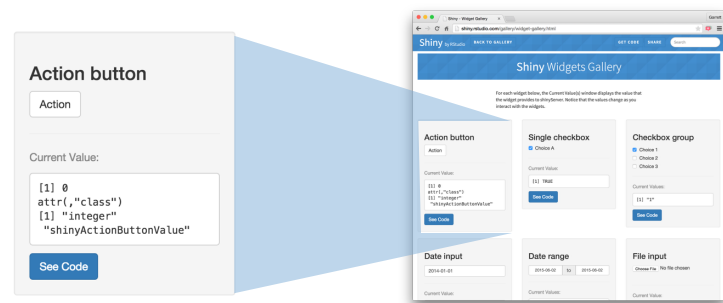 Action button
Action
Current Value:
[1] 0
attr(,"class")
[1] "integer"
"shinyActionButtonValue"
See Code
Shiny - Widget Gallery
Garrett
shiny.rstudio.com/gallery/widget-gallery.html
Shiny by RStudio BACK TO GALLERY GET CODE SHARE Search
Shiny Widgets Gallery
For each widget below, the Current Value(s) window displays the value that
the widget provides to shinyServer. Notice that the values change as you
interact with the widgets.
Action button
Action
Current Value:
[1] 0
attr(,"class")
[1] "integer"
"shinyActionButtonValue"
See Code
Single checkbox
Choice A
Current Value:
[1] TRUE
See Code
Checkbox group
Choice 1
Choice 2
Choice 3
Current Values:
[1] "1"
See Code
Date input
2014-01-01
Current Value:
Date range
2015-06-02 to 2015-06-02
Current Values:
File input
Choose File No file chosen
Current Value: